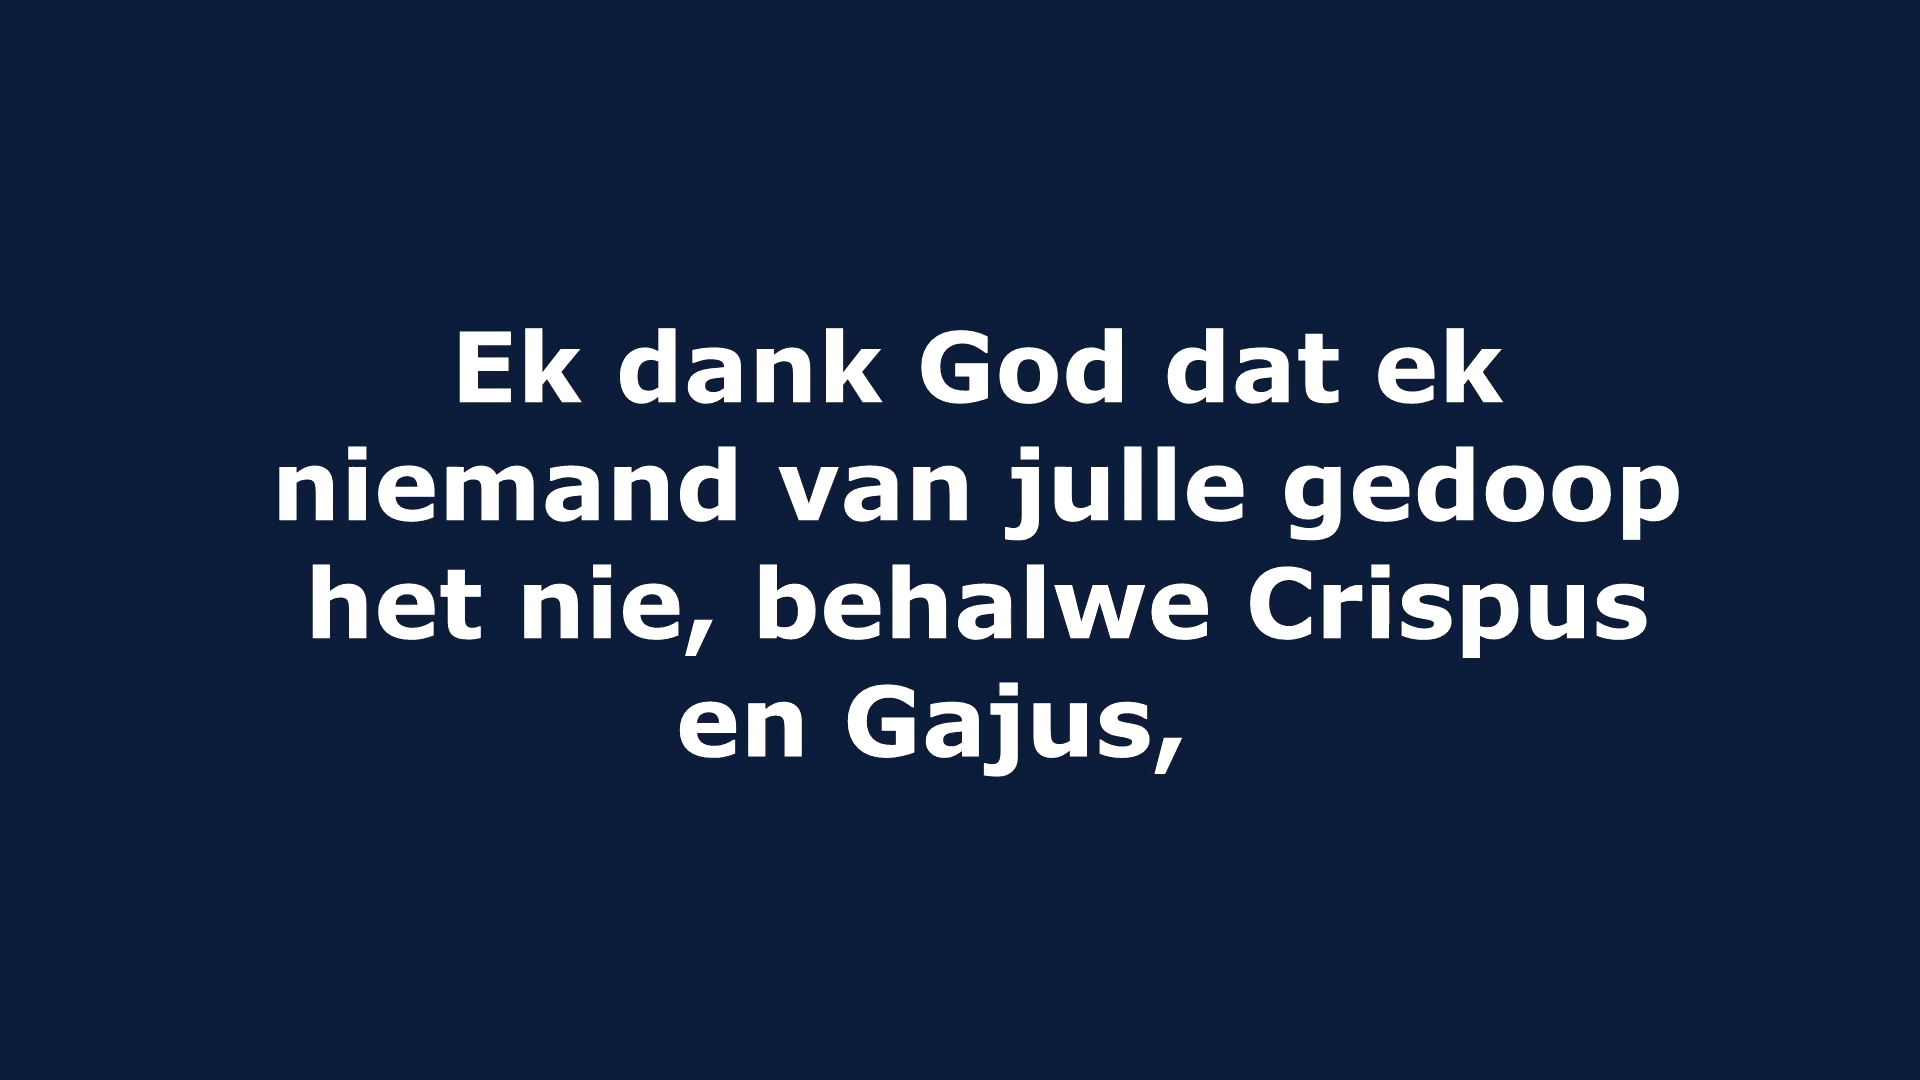 Ek dank God dat ek
niemand van julle gedoop
het nie, behalwe Crispus
en Gajus,